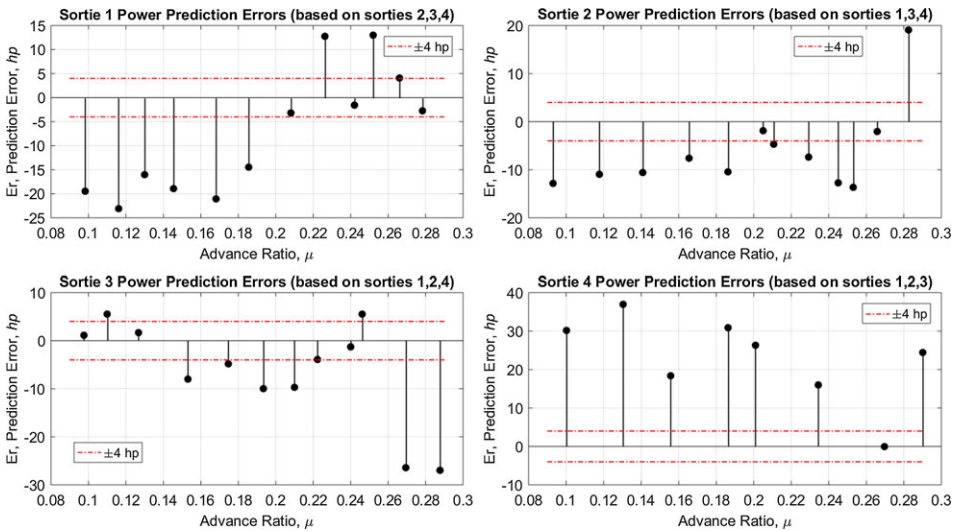 Sortie 1 Power Prediction Errors (based on sorties 2,3,4)
Er, Prediction Error, hp
15
10
5
0
-5
-10
-15
-20
-25
±4 hp
0.08 0.1 0.12 0.14 0.16 0.18 0.2 0.22 0.24 0.26 0.28 0.3
Advance Ratio, μ
Sortie 2 Power Prediction Errors (based on sorties 1,3,4)
Er, Prediction Error, hp
20
10
0
-10
-20
±4 hp
0.08 0.1 0.12 0.14 0.16 0.18 0.2 0.22 0.24 0.26 0.28 0.3
Advance Ratio, μ
Sortie 3 Power Prediction Errors (based on sorties 1,2,4)
Er, Prediction Error, hp
10
0
-10
-20
-30
±4 hp
0.08 0.1 0.12 0.14 0.16 0.18 0.2 0.22 0.24 0.26 0.28 0.3
Advance Ratio, μ
Sortie 4 Power Prediction Errors (based on sorties 1,2,3)
Er, Prediction Error, hp
40
30
20
10
0
-10
±4 hp
0.08 0.1 0.12 0.14 0.16 0.18 0.2 0.22 0.24 0.26 0.28 0.3
Advance Ratio, μ